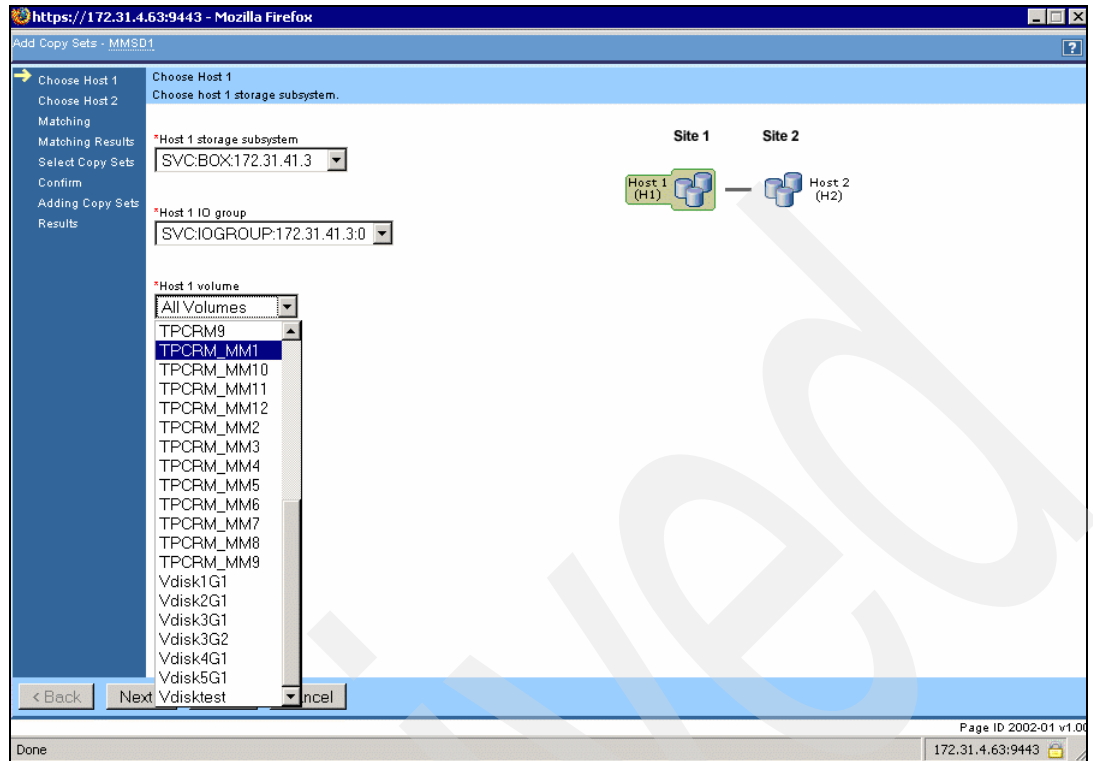 https://172.31.4.63:9443 - Mozilla Firefox
Add Copy Sets - MMSD1
?
Choose Host 1
Choose Host 2
Matching
Matching Results
Select Copy Sets
Confirm
Adding Copy Sets
Results
Choose Host 1
Choose host 1 storage subsystem.
*Host 1 storage subsystem
SVC:BOX:172.31.41.3
*Host 1 IO group
SVC:IOGROUP:172.31.41.3:0
*Host 1 volume
All Volumes
TPCRM9
TPCRM_MM1
TPCRM_MM10
TPCRM_MM11
TPCRM_MM12
TPCRM_MM2
TPCRM_MM3
TPCRM_MM4
TPCRM_MM5
TPCRM_MM6
TPCRM_MM7
TPCRM_MM8
TPCRM_MM9
Vdisk1G1
Vdisk2G1
Vdisk3G1
Vdisk3G2
Vdisk4G1
Vdisk5G1
Vdisktest
Site 1 Site 2
Host 1
(H1)
Host 2
(H2)
< Back Next ncel
Page ID 2002-01 v1.00
Done 172.31.4.63:9443